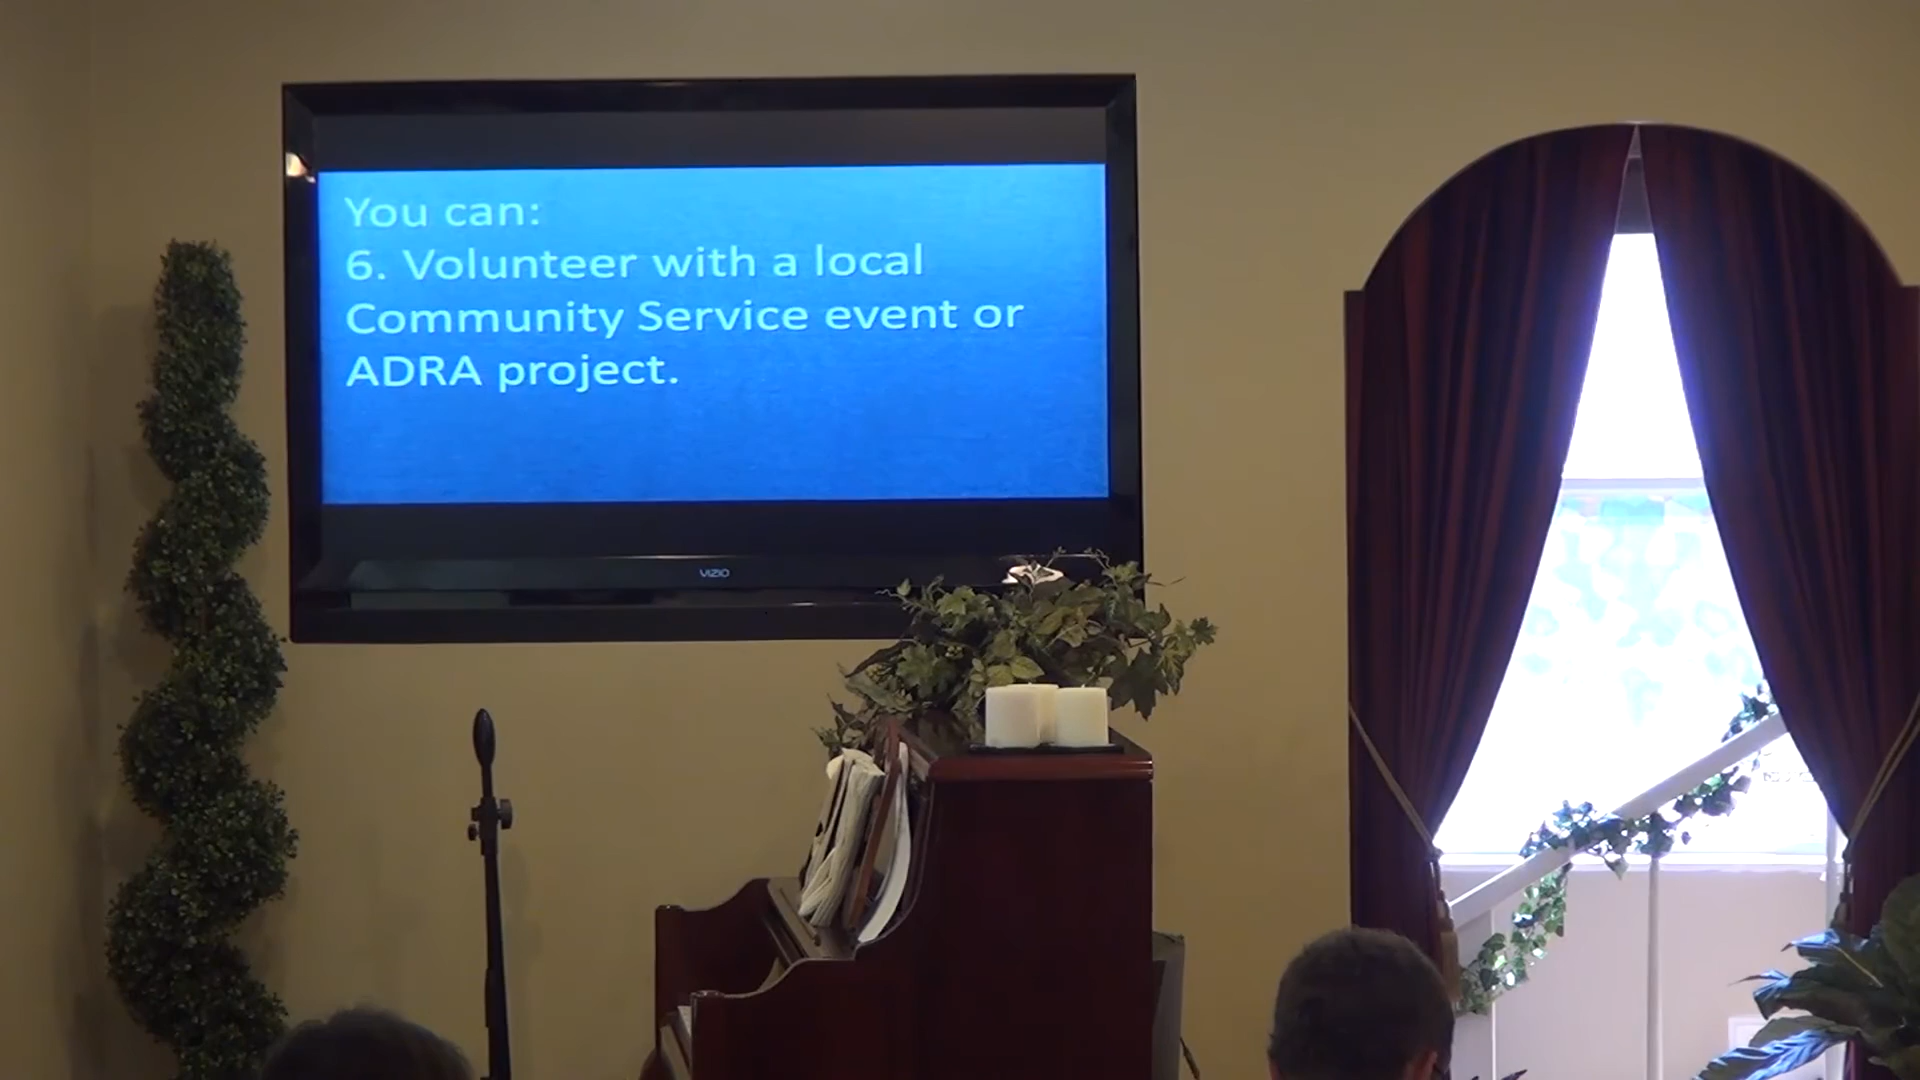 You can:
6. Volunteer with a local
Community Service event or
ADRA project.
VIZIO